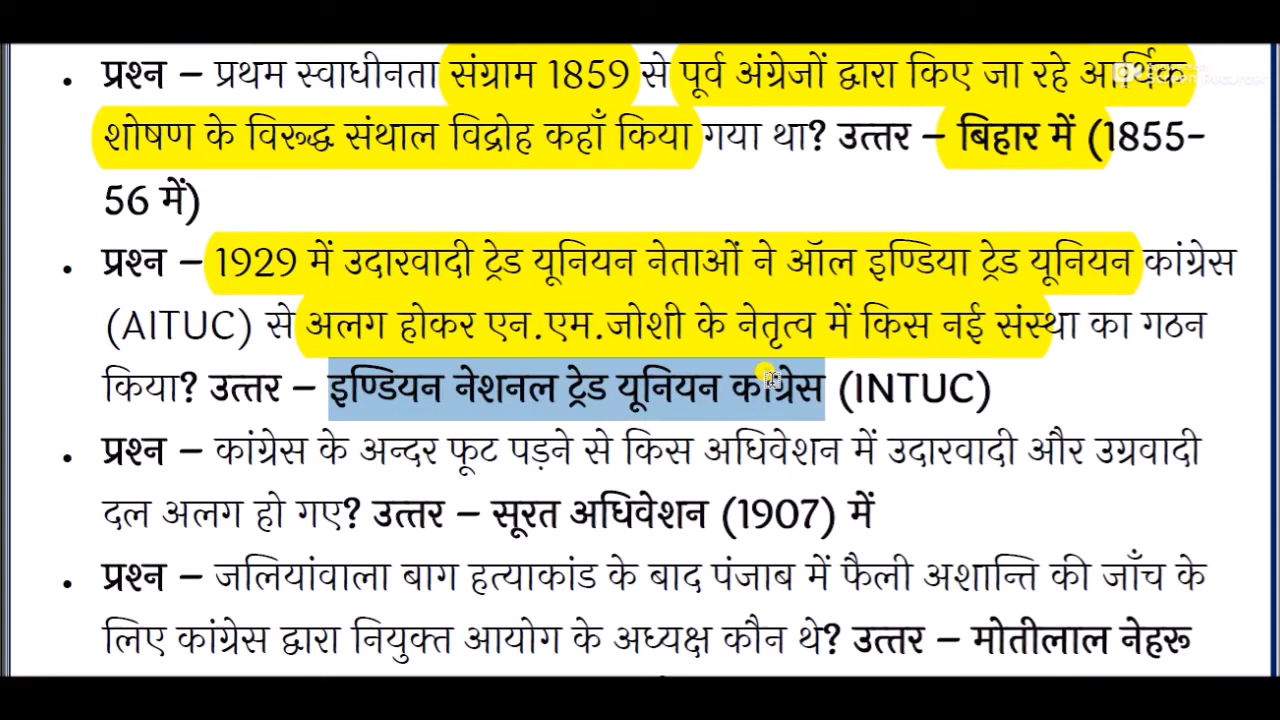 • प्रश्न – प्रथम स्वाधीनता संग्राम 1859 से पूर्व अंग्रेजों द्वारा किए जा रहे आर्थिक
शोषण के विरूद्ध संथाल विद्रोह कहाँ किया गया था? उत्तर – बिहार में (1855-
56 में)
• प्रश्न – 1929 में उदारवादी ट्रेड यूनियन नेताओं ने ऑल इण्डिया ट्रेड यूनियन कांग्रेस
(AITUC) से अलग होकर एन.एम.जोशी के नेतृत्व में किस नई संस्था का गठन
किया? उत्तर – इण्डियन नेशनल ट्रेड यूनियन कांग्रेस (INTUC)
• प्रश्न – कांग्रेस के अन्दर फूट पड़ने से किस अधिवेशन में उदारवादी और उग्रवादी
दल अलग हो गए? उत्तर – सूरत अधिवेशन (1907) में
• प्रश्न – जलियांवाला बाग हत्याकांड के बाद पंजाब में फैली अशान्ति की जाँच के
लिए कांग्रेस द्वारा नियुक्त आयोग के अध्यक्ष कौन थे? उत्तर – मोतीलाल नेहरू